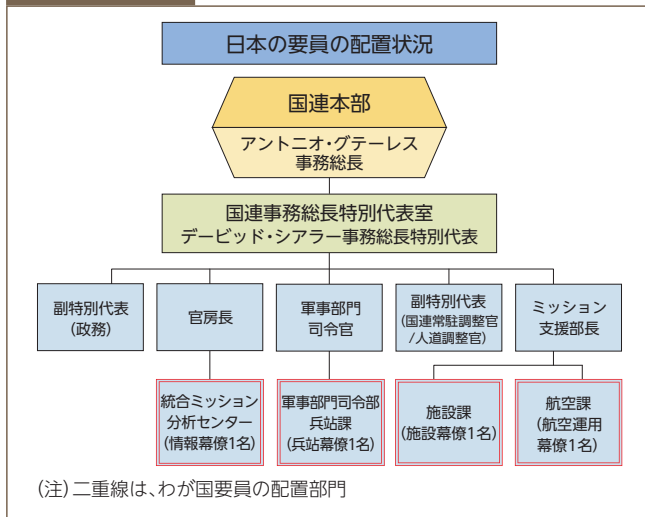 日本の要員の配置状況
国連本部
アントニオ・グテーレス
事務総長
国連事務総長特別代表室
デービッド・シアラー事務総長特別代表
副特別代表
(政務)
官房長
軍事部門
司令官
副特別代表
(国連常駐調整官
/人道調整官)
ミッション
支援部長
統合ミッション
分析センター
(情報幕僚1名)
軍事部門司令部
兵站課
(兵站幕僚1名)
施設課
(施設幕僚1名)
航空課
(航空運用
幕僚1名)
(注)二重線は、わが国要員の配置部門